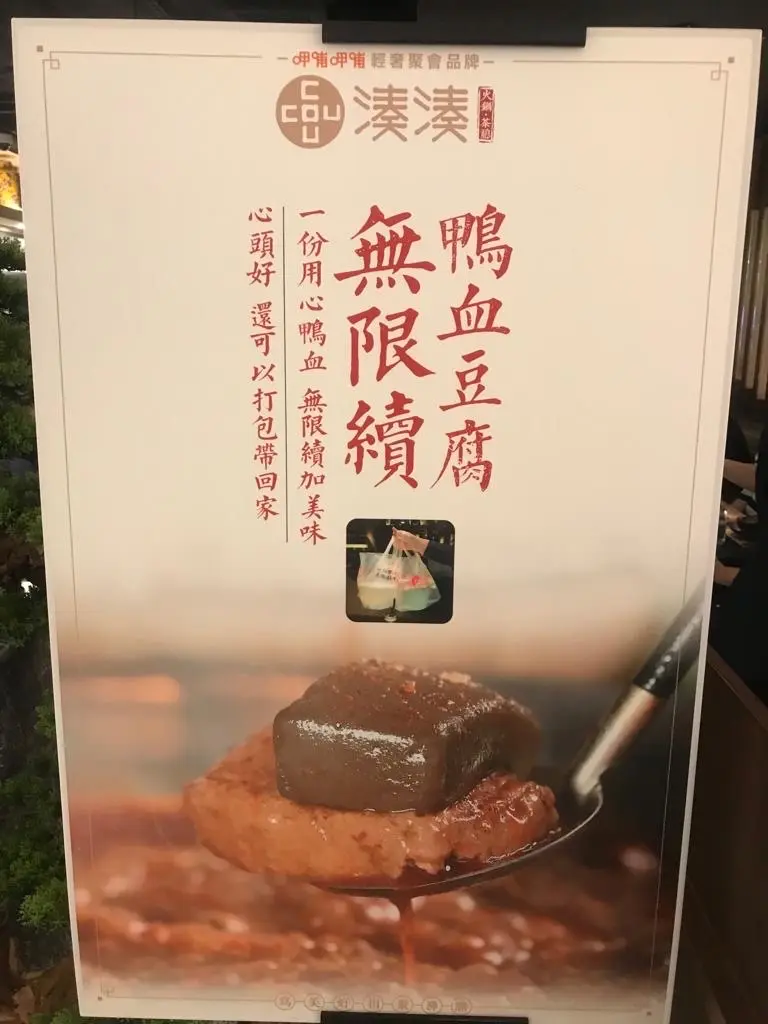 呷哺呷哺 輕奢聚會品牌
COU COU 湊湊 火鍋·茶憩
鴨血豆腐
無限續
一份用心鴨血 無限續加美味
心頭好 還可以打包帶回家